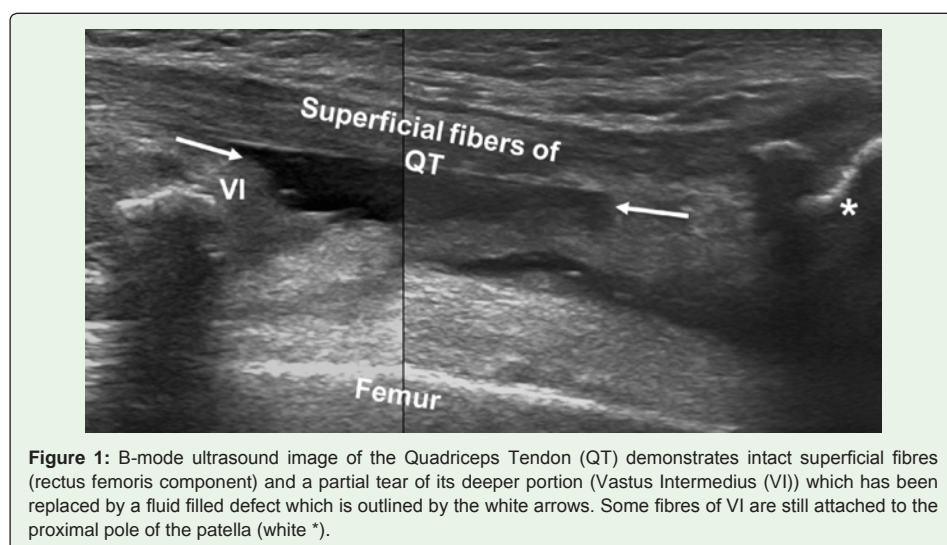 Superficial fibers of
QT
VI
*
Femur
Figure 1: B-mode ultrasound image of the Quadriceps Tendon (QT) demonstrates intact superficial fibres
(rectus femoris component) and a partial tear of its deeper portion (Vastus Intermedius (VI)) which has been
replaced by a fluid filled defect which is outlined by the white arrows. Some fibres of VI are still attached to the
proximal pole of the patella (white *).